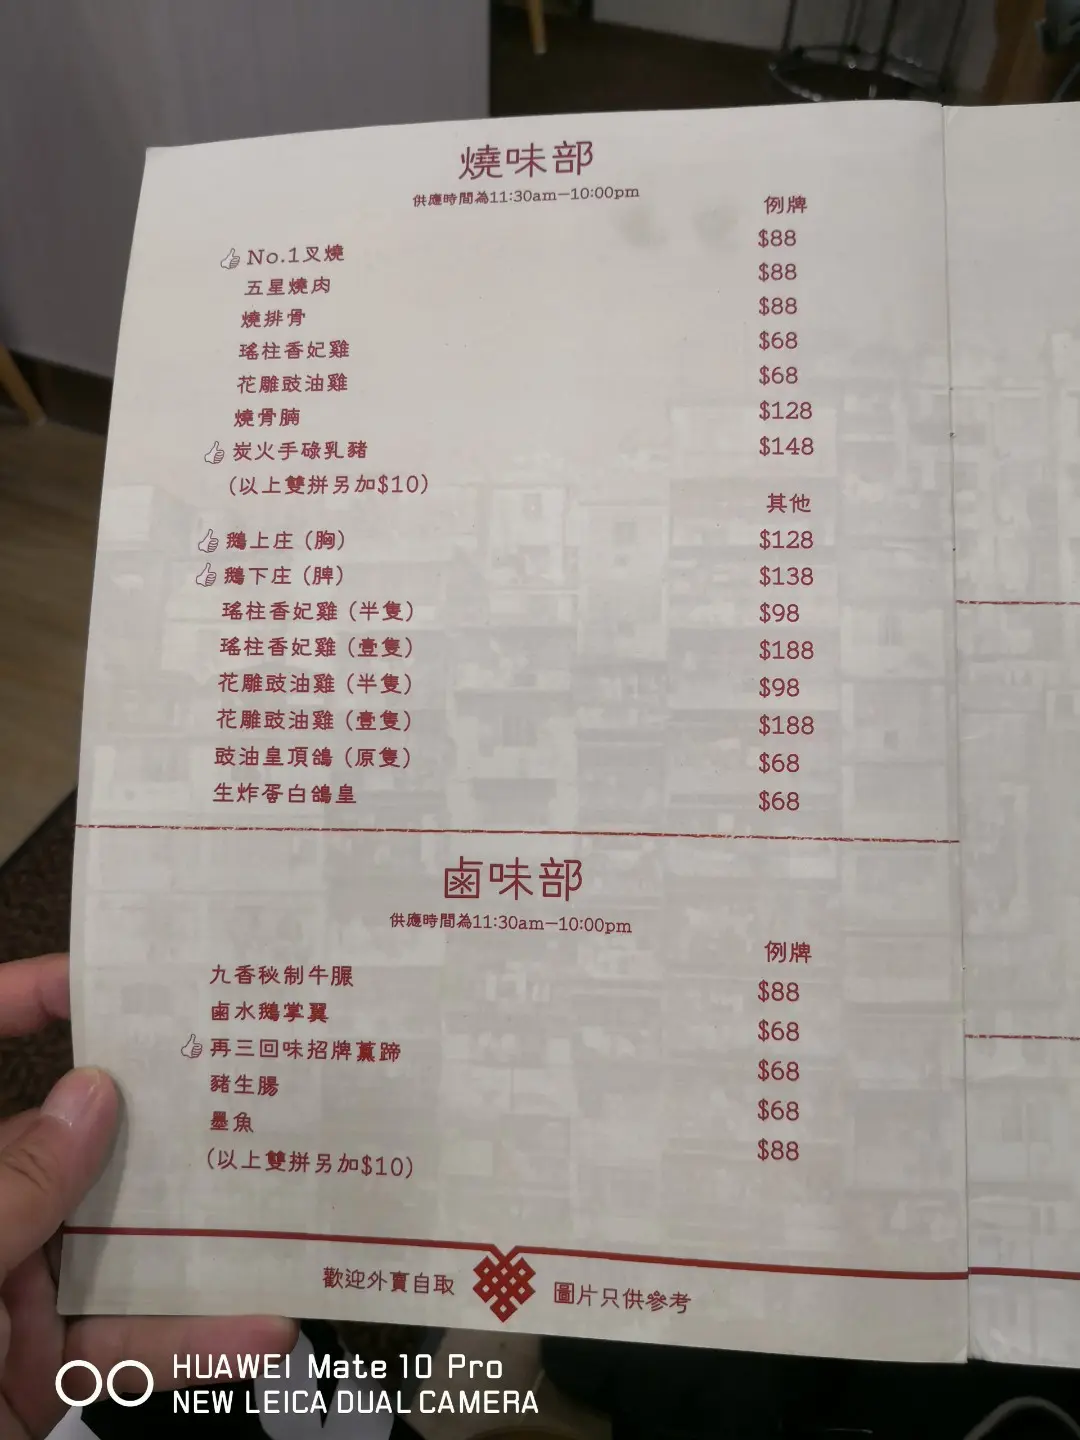 燒味部
供應時間為11:30am—10:00pm
例牌
No.1叉燒 $88
五星燒肉 $88
燒排骨 $88
瑤柱香妃雞 $68
花雕豉油雞 $68
燒骨腩 $128
炭火手碌乳豬 $148
(以上雙拼另加$10)
其他
鵝上庄 (胸) $128
鵝下庄 (脾) $138
瑤柱香妃雞 (半隻) $98
瑤柱香妃雞 (壹隻) $188
花雕豉油雞 (半隻) $98
花雕豉油雞 (壹隻) $188
豉油皇頂鴿 (原隻) $68
生炸蛋白鴿皇 $68
鹵味部
供應時間為11:30am—10:00pm
例牌
九香秘制牛𦟌 $88
鹵水鵝掌翼 $68
再三回味招牌薰蹄 $68
豬生腸 $68
墨魚 $88
(以上雙拼另加$10)
歡迎外賣自取
圖片只供參考
HUAWEI Mate 10 Pro
NEW LEICA DUAL CAMERA